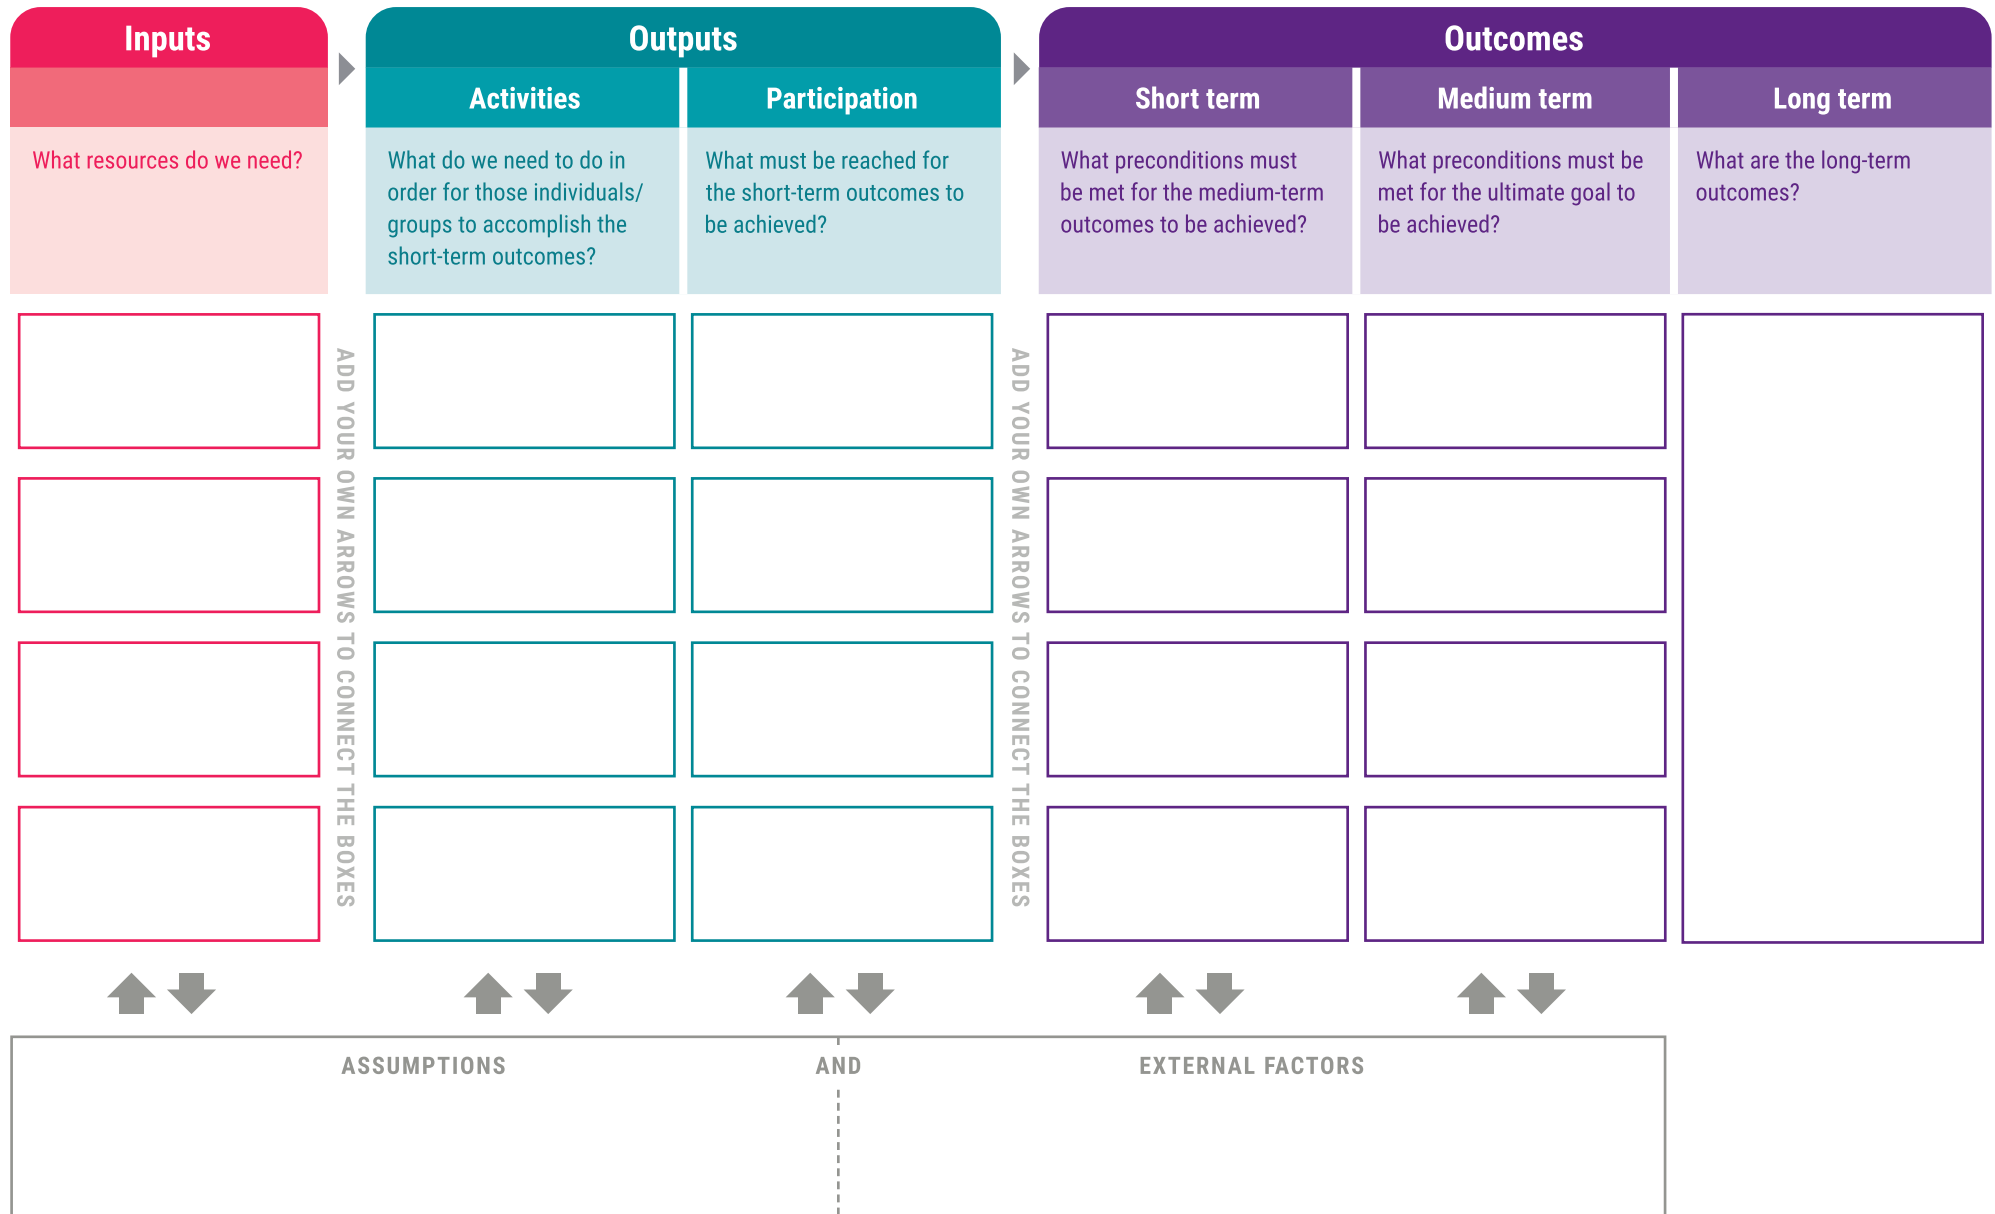 Inputs
Outputs
Outcomes
Activities
Participation
Short term
Medium term
Long term
What resources do we need?
What do we need to do in
order for those individuals/
groups to accomplish the
short-term outcomes?
What must be reached for
the short-term outcomes to
be achieved?
What preconditions must
be met for the medium-term
outcomes to be achieved?
What preconditions must be
met for the ultimate goal to
be achieved?
What are the long-term
outcomes?
ADD YOUR OWN ARROWS TO CONNECT THE BOXES
ADD YOUR OWN ARROWS TO CONNECT THE BOXES
ASSUMPTIONS
AND
EXTERNAL FACTORS